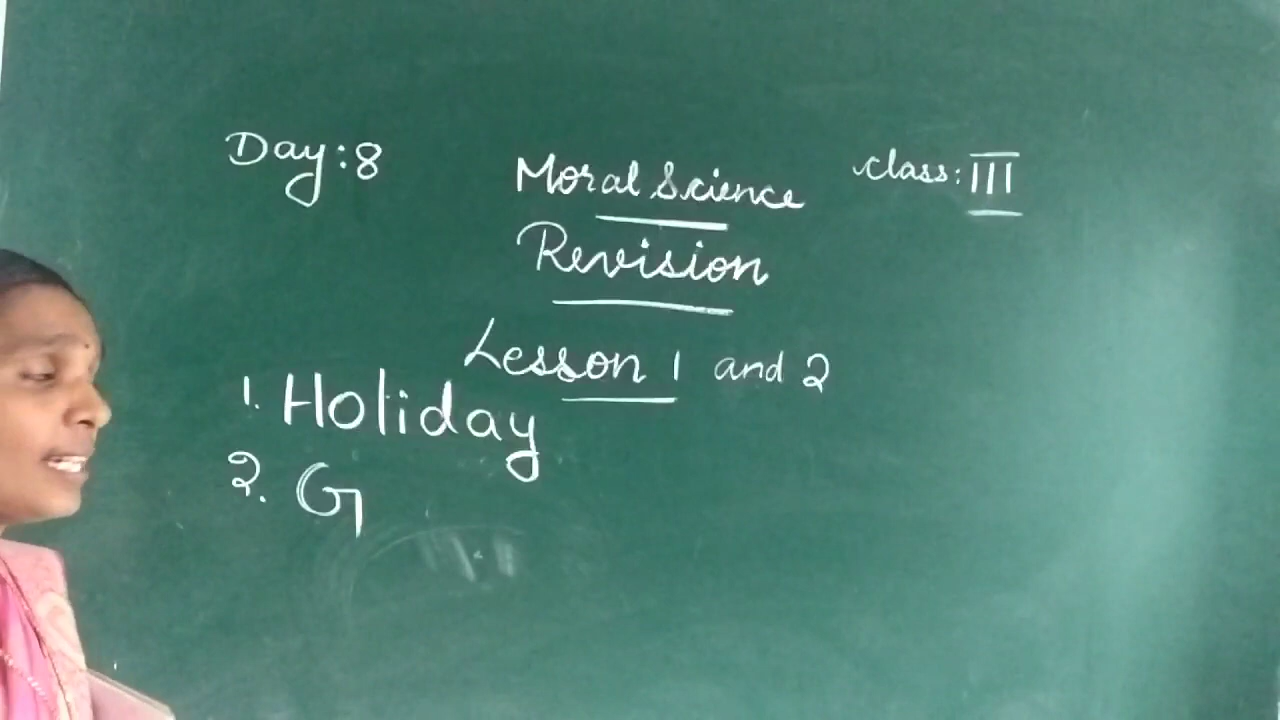 Day: 8
Moral Science
class: III
Revision
Lesson 1 and 2
1. Holiday
2. G